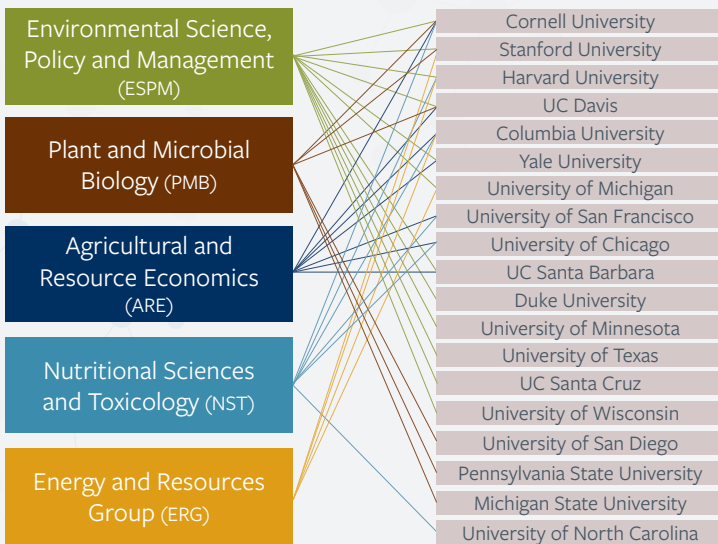 Environmental Science,
Policy and Management
(ESPM)
Plant and Microbial
Biology (PMB)
Agricultural and
Resource Economics
(ARE)
Nutritional Sciences
and Toxicology (NST)
Energy and Resources
Group (ERG)
Cornell University
Stanford University
Harvard University
UC Davis
Columbia University
Yale University
University of Michigan
University of San Francisco
University of Chicago
UC Santa Barbara
Duke University
University of Minnesota
University of Texas
UC Santa Cruz
University of Wisconsin
University of San Diego
Pennsylvania State University
Michigan State University
University of North Carolina